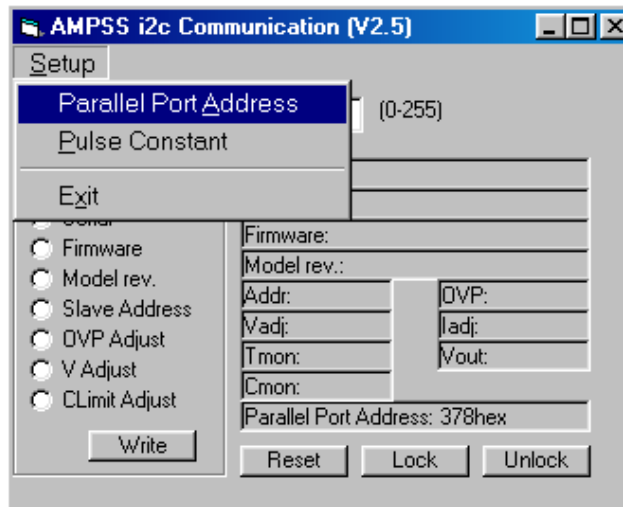 AMPSS i2c Communication (V2.5)
Setup
Parallel Port Address
(0-255)
Pulse Constant
Exit
Firmware
Model rev.
Slave Address
OVP Adjust
V Adjust
CLimit Adjust
Write
Firmware:
Model rev.:
Addr: OVP:
Vadj: Iadj:
Tmon: Vout:
Cmon:
Parallel Port Address: 378hex
Reset Lock Unlock